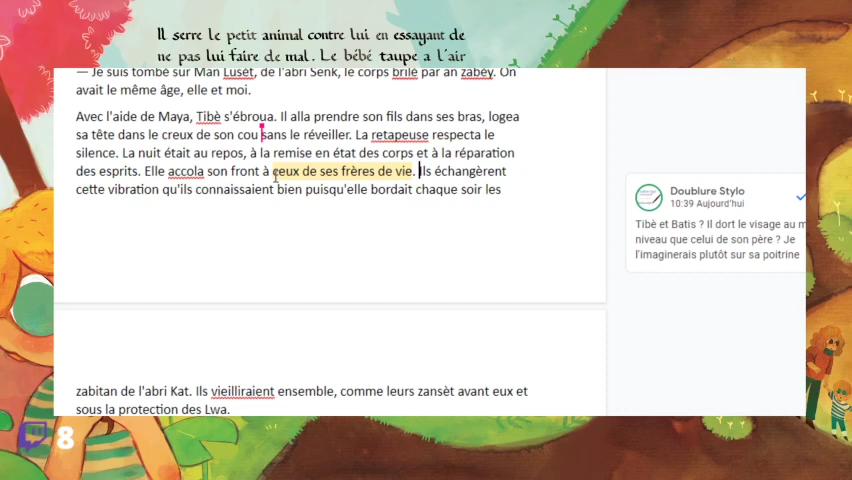 Il serre le petit animal contre lui en essayant de
ne pas lui faire de mal. Le bébé taupe a l'air
— Je suis tombé sur Man Luset, de l'abri Senk, le corps brilé par an zabèy. On
avait le même âge, elle et moi.
Avec l'aide de Maya, Tibè s'ébroua. Il alla prendre son fils dans ses bras, logea
sa tête dans le creux de son cou sans le réveiller. La retapeuse respecta le
silence. La nuit était au repos, à la remise en état des corps et à la réparation
des esprits. Elle accola son front à ceux de ses frères de vie. Ils échangèrent
cette vibration qu'ils connaissaient bien puisqu'elle bordait chaque soir les
Doublure Stylo
10:39 Aujourd'hui
Tibè et Batis ? Il dort le visage au m
niveau que celui de son père ? Je
l'imaginerais plutôt sur sa poitrine
zabitan de l'abri Kat. Ils vieilliraient ensemble, comme leurs zansèt avant eux et
sous la protection des Lwa.
8